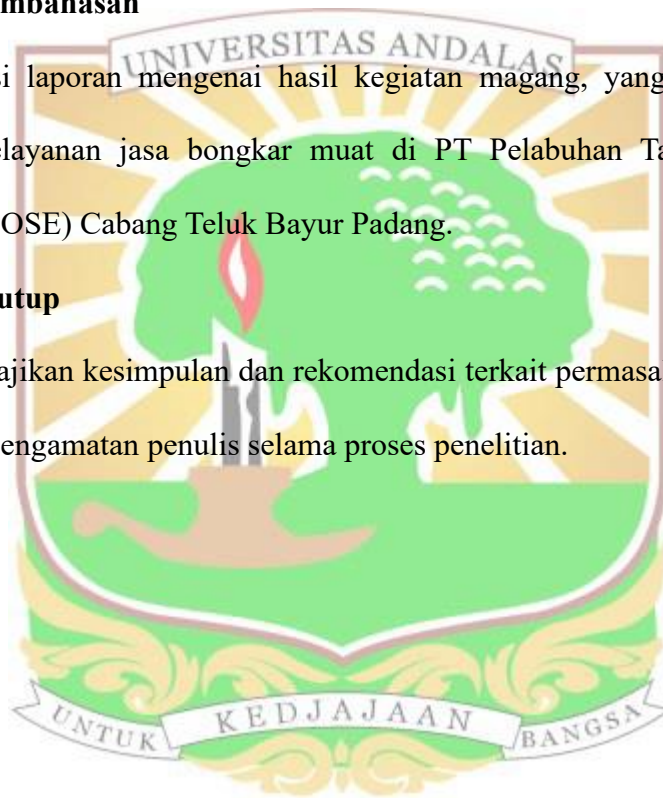 mbahasan
UNIVERSITAS ANDALAS
si laporan mengenai hasil kegiatan magang, yang
elayanan jasa bongkar muat di PT Pelabuhan Ta
OSE) Cabang Teluk Bayur Padang.
utup
ajikan kesimpulan dan rekomendasi terkait permasa
engamatan penulis selama proses penelitian.
UNTUK KEDJAJAAN BANGSA